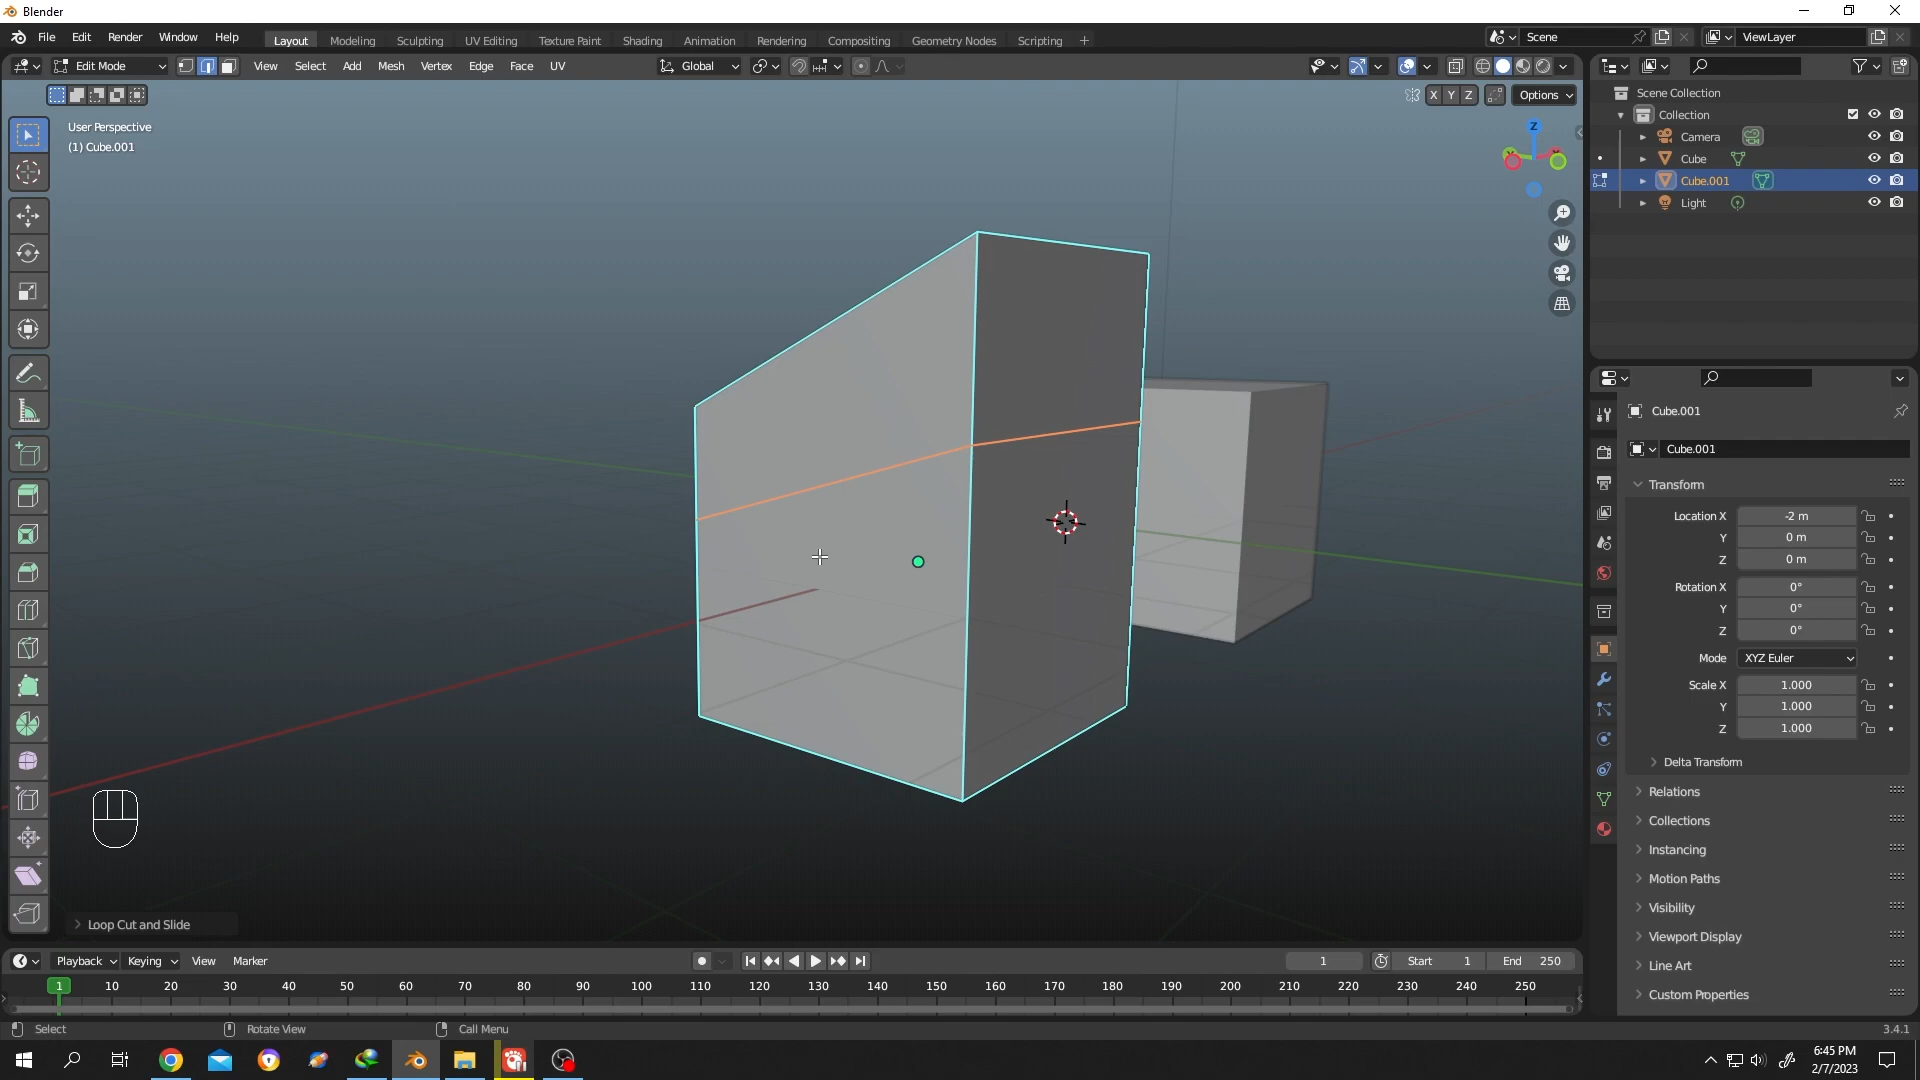 Blender
File Edit Render Window Help Layout Modeling Sculpting UV Editing Texture Paint Shading Animation Rendering Compositing Geometry Nodes Scripting + Scene ViewLayer
Edit Mode View Select Add Mesh Vertex Edge Face UV Global
X Y Z Options
User Perspective
(1) Cube.001
Z
Loop Cut and Slide
Scene Collection
Collection
Camera
Cube
Cube.001
Light
Cube.001
Cube.001
Transform
Location X -2 m
Y 0 m
Z 0 m
Rotation X 0°
Y 0°
Z 0°
Mode XYZ Euler
Scale X 1.000
Y 1.000
Z 1.000
Delta Transform
Relations
Collections
Instancing
Motion Paths
Visibility
Viewport Display
Line Art
Custom Properties
Playback Keying View Marker 1 Start 1 End 250
1 10 20 30 40 50 60 70 80 90 100 110 120 130 140 150 160 170 180 190 200 210 220 230 240 250
Select Rotate View Call Menu 3.4.1
6:45 PM
2/7/2023